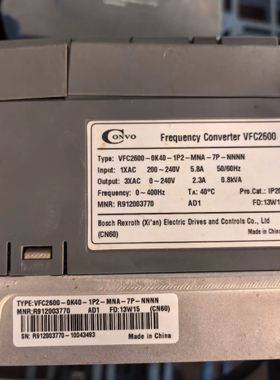 CONVO Frequency Converter VFC2600
Type: VFC2600-0K40-1P2-MNA-7P-NNNN
Input: 1XAC 200~240V 5.8A 50/60Hz
Output: 3XAC 0~240V 2.3A 0.8kVA
Frequency: 0~400Hz TA: 40°C Pro.Cat.: IP20
MNR: R912003770 AD1 FD:13W15
Bosch Rexroth (Xi'an) Electric Drives and Controls Co., Ltd
(CN60) Made in China
TYPE:VFC2600-0K40-1P2-MNA-7P-NNNN
MNR:R912003770 AD1 FD:13W15 (CN60)
SN: R912003770-10043493 Made in China